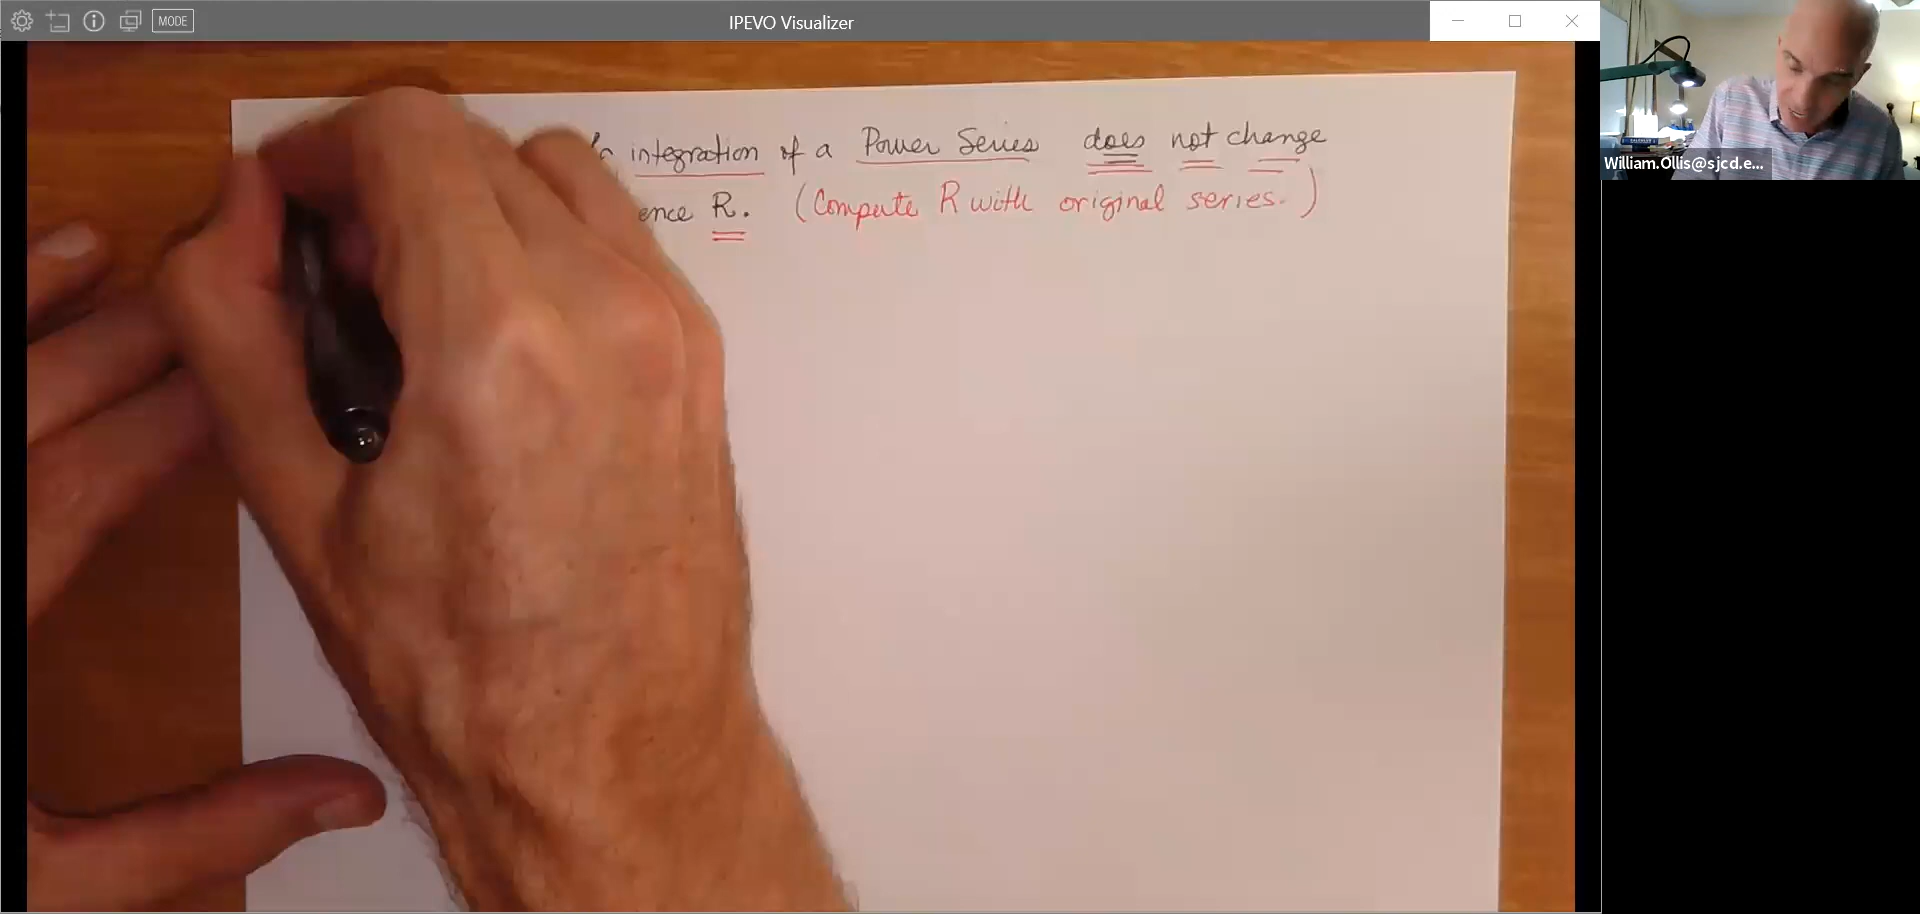 MODE
IPEVO Visualizer
integration of a Power Series does not change
ence R. (Compute R with original series.)
William.Ollis@sjcd.e...